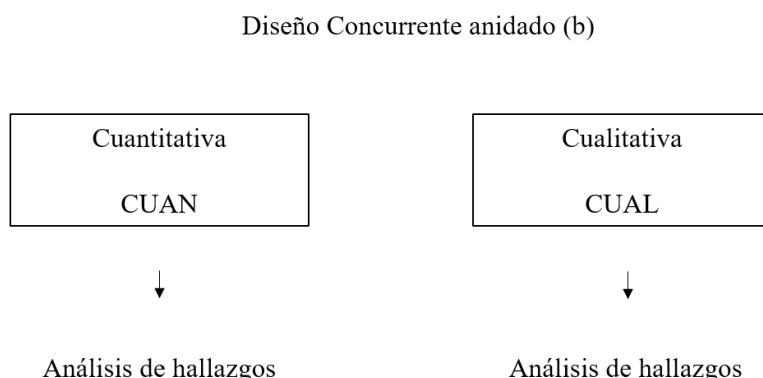 Diseño Concurrente anidado (b)
Cuantitativa
CUAN
Cualitativa
CUAL
Análisis de hallazgos
Análisis de hallazgos